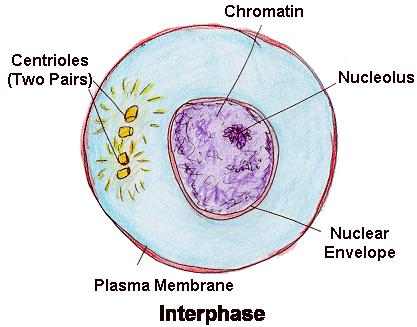 Chromatin
Centrioles
(Two Pairs)
Nucleolus
Nuclear
Envelope
Plasma Membrane
Interphase